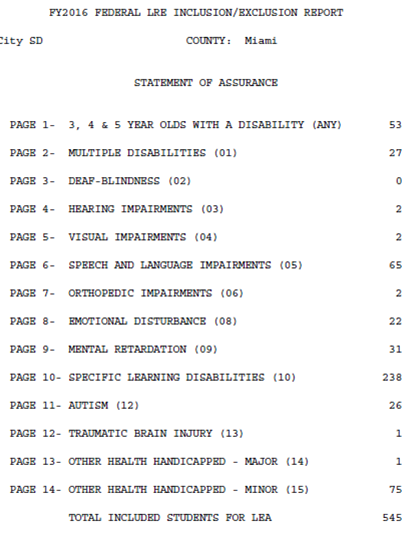 FY2016 FEDERAL LRE INCLUSION/EXCLUSION REPORT
City SD COUNTY: Miami
STATEMENT OF ASSURANCE
PAGE 1- 3, 4 & 5 YEAR OLDS WITH A DISABILITY (ANY) 53
PAGE 2- MULTIPLE DISABILITIES (01) 27
PAGE 3- DEAF-BLINDNESS (02) 0
PAGE 4- HEARING IMPAIRMENTS (03) 2
PAGE 5- VISUAL IMPAIRMENTS (04) 2
PAGE 6- SPEECH AND LANGUAGE IMPAIRMENTS (05) 65
PAGE 7- ORTHOPEDIC IMPAIRMENTS (06) 2
PAGE 8- EMOTIONAL DISTURBANCE (08) 22
PAGE 9- MENTAL RETARDATION (09) 31
PAGE 10- SPECIFIC LEARNING DISABILITIES (10) 238
PAGE 11- AUTISM (12) 26
PAGE 12- TRAUMATIC BRAIN INJURY (13) 1
PAGE 13- OTHER HEALTH HANDICAPPED - MAJOR (14) 1
PAGE 14- OTHER HEALTH HANDICAPPED - MINOR (15) 75
TOTAL INCLUDED STUDENTS FOR LEA 545